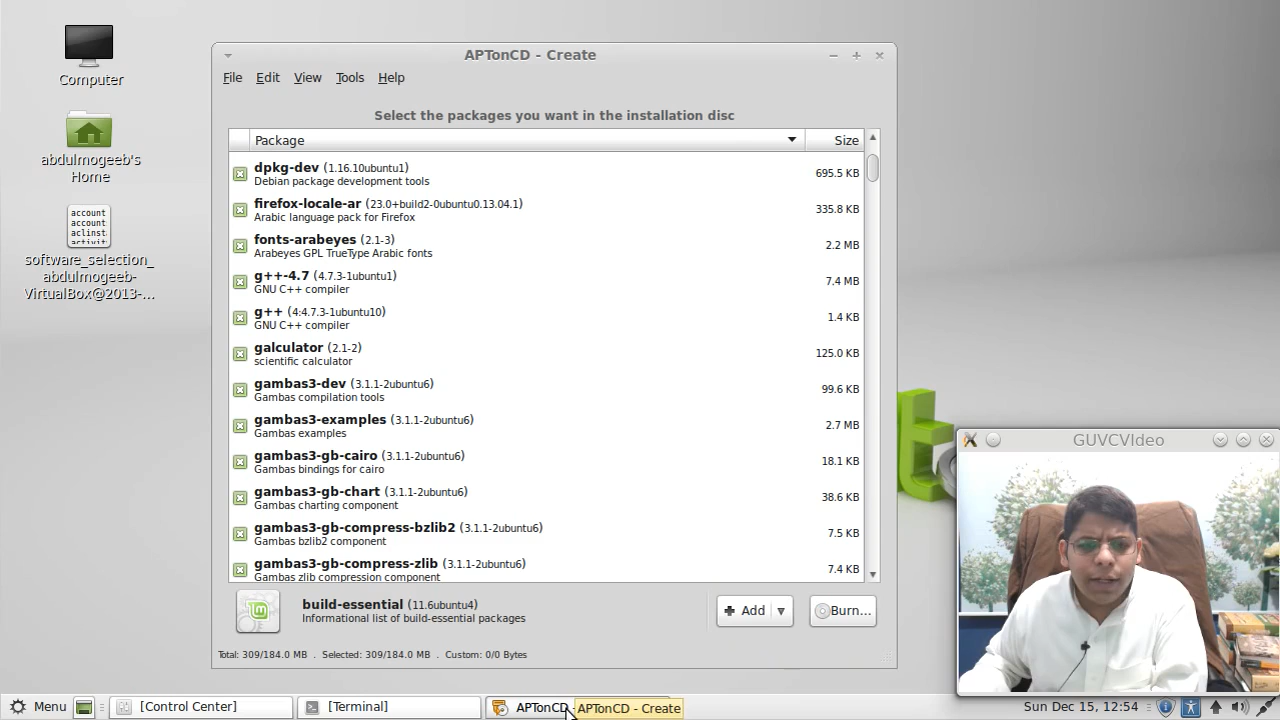 Computer
abdulmogeeb's
Home
account
account
aclinst
activit
software_selection_
abdulmogeeb-
VirtualBox@2013-...
APTonCD - Create
File Edit View Tools Help
Select the packages you want in the installation disc
Package Size
dpkg-dev (1.16.10ubuntu1)
Debian package development tools
695.5 KB
firefox-locale-ar (23.0+build2-0ubuntu0.13.04.1)
Arabic language pack for Firefox
335.8 KB
fonts-arabeyes (2.1-3)
Arabeyes GPL TrueType Arabic fonts
2.2 MB
g++-4.7 (4.7.3-1ubuntu1)
GNU C++ compiler
7.4 MB
g++ (4:4.7.3-1ubuntu10)
GNU C++ compiler
1.4 KB
galculator (2.1-2)
scientific calculator
125.0 KB
gambas3-dev (3.1.1-2ubuntu6)
Gambas compilation tools
99.6 KB
gambas3-examples (3.1.1-2ubuntu6)
Gambas examples
2.7 MB
gambas3-gb-cairo (3.1.1-2ubuntu6)
Gambas bindings for cairo
18.1 KB
gambas3-gb-chart (3.1.1-2ubuntu6)
Gambas charting component
38.6 KB
gambas3-gb-compress-bzlib2 (3.1.1-2ubuntu6)
Gambas bzlib2 component
7.5 KB
gambas3-gb-compress-zlib (3.1.1-2ubuntu6)
Gambas zlib compression component
7.4 KB
build-essential (11.6ubuntu4)
Informational list of build-essential packages
Add
Burn...
Total: 309/184.0 MB . Selected: 309/184.0 MB . Custom: 0/0 Bytes
GUVCVIdeo
Menu
[Control Center]
[Terminal]
APTonCD
APTonCD - Create
Sun Dec 15, 12:54